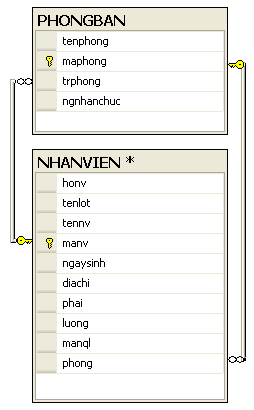 PHONGBAN
tenphong
maphong
trphong
ngnhanchuc
NHANVIEN *
honv
tenlot
tennv
manv
ngaysinh
diachi
phai
luong
manql
phong